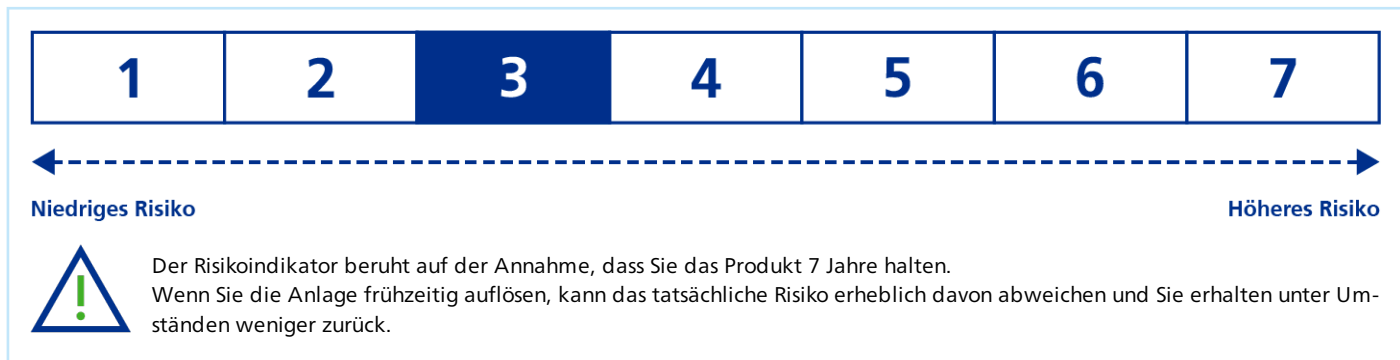 1 2 3 4 5 6 7
Niedriges Risiko Höheres Risiko
Der Risikoindikator beruht auf der Annahme, dass Sie das Produkt 7 Jahre halten.
Wenn Sie die Anlage frühzeitig auflösen, kann das tatsächliche Risiko erheblich davon abweichen und Sie erhalten unter Um-
ständen weniger zurück.